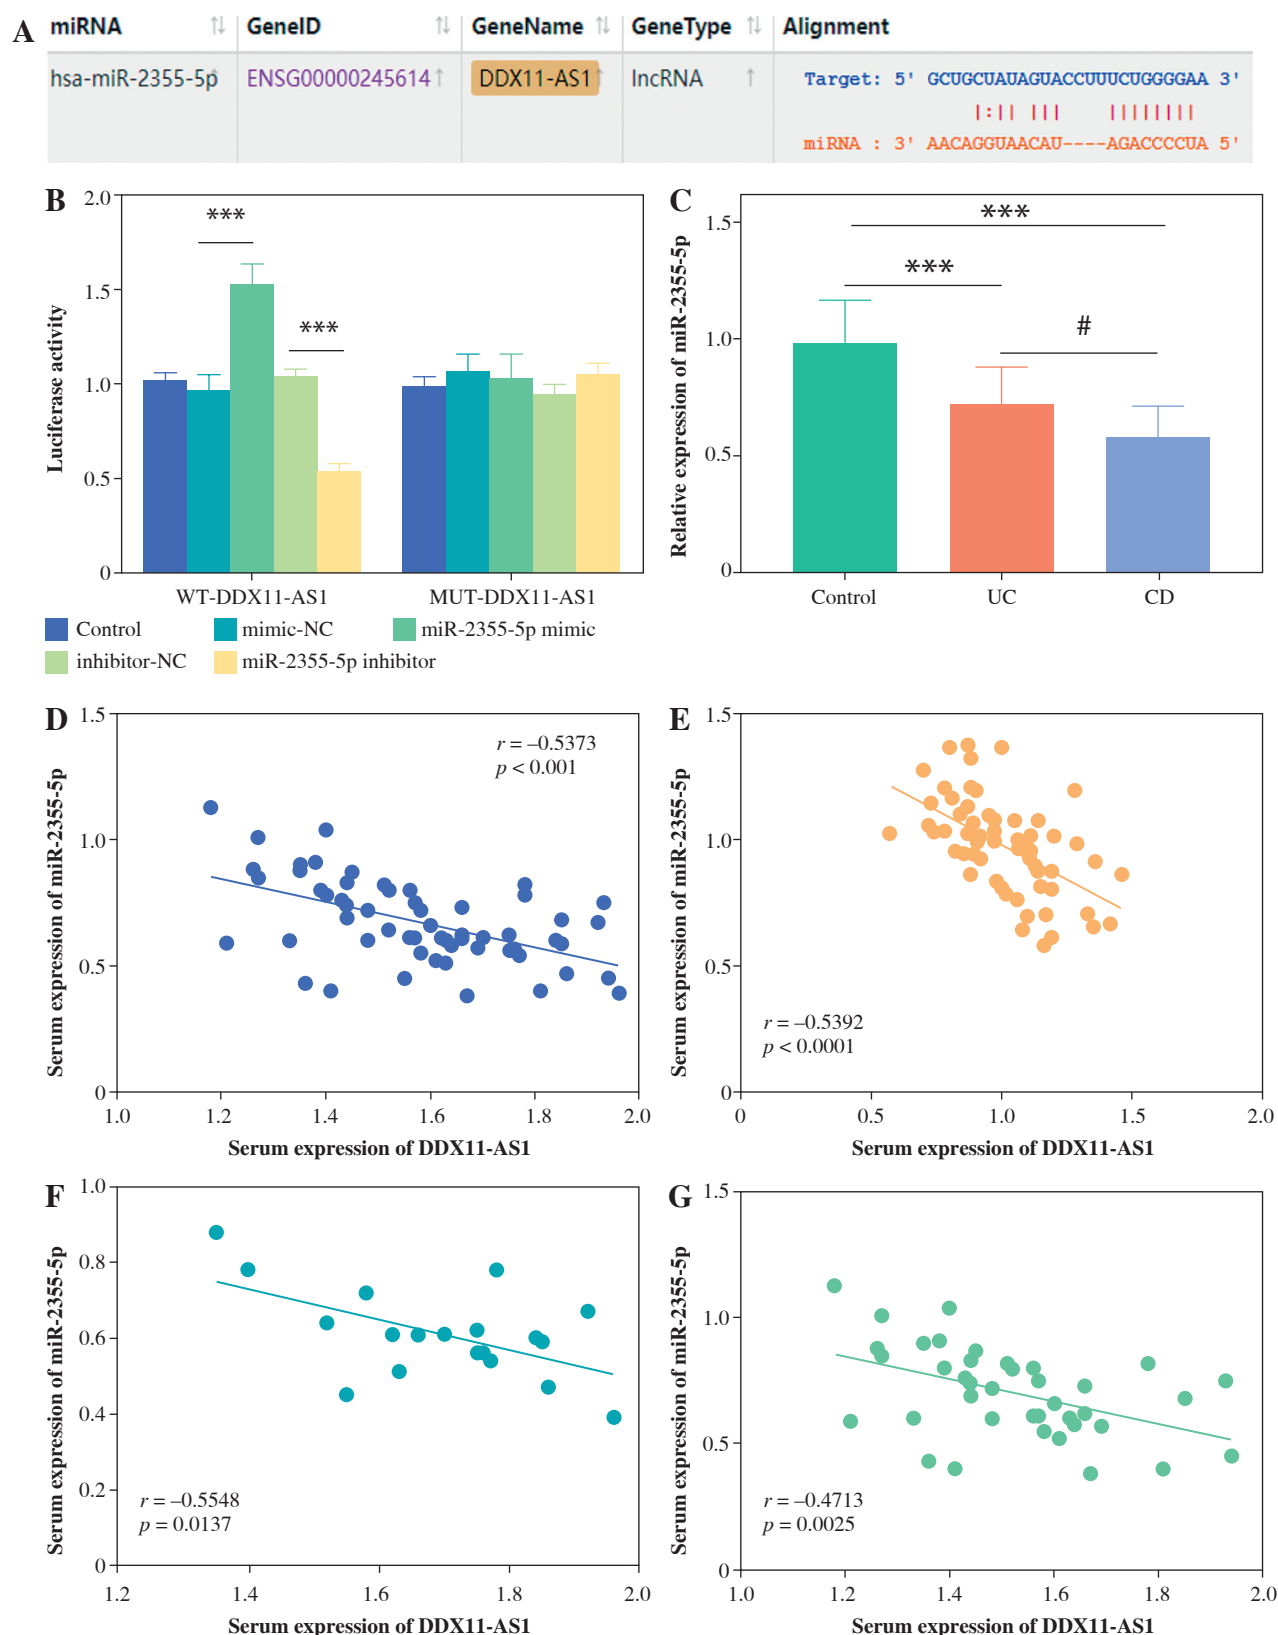 A
miRNA GeneID GeneName GeneType Alignment
hsa-miR-2355-5p ENSG00000245614 DDX11-AS1 lncRNA Target: 5' GCUGCUAUAGUACCUUUCUGGGGAA 3'
|:|| ||| ||||||||
miRNA : 3' AACAGGUAACAU----AGACCCCUA 5'
B
2.0
1.5
1.0
0.5
0
Luciferase activity
***
***
WT-DDX11-AS1 MUT-DDX11-AS1
Control mimic-NC miR-2355-5p mimic
inhibitor-NC miR-2355-5p inhibitor
C
1.5
1.0
0.5
0
Relative expression of miR-2355-5p
***
***
#
Control UC CD
D
1.5
1.0
0.5
0
Serum expression of miR-2355-5p
r = –0.5373
p < 0.001
1.0 1.2 1.4 1.6 1.8 2.0
Serum expression of DDX11-AS1
E
1.5
1.0
0.5
0
Serum expression of miR-2355-5p
r = –0.5392
p < 0.0001
0 0.5 1.0 1.5 2.0
Serum expression of DDX11-AS1
F
1.0
0.8
0.6
0.4
0.2
0
Serum expression of miR-2355-5p
r = –0.5548
p = 0.0137
1.2 1.4 1.6 1.8 2.0
Serum expression of DDX11-AS1
G
1.5
1.0
0.5
0
Serum expression of miR-2355-5p
r = –0.4713
p = 0.0025
1.0 1.2 1.4 1.6 1.8 2.0
Serum expression of DDX11-AS1